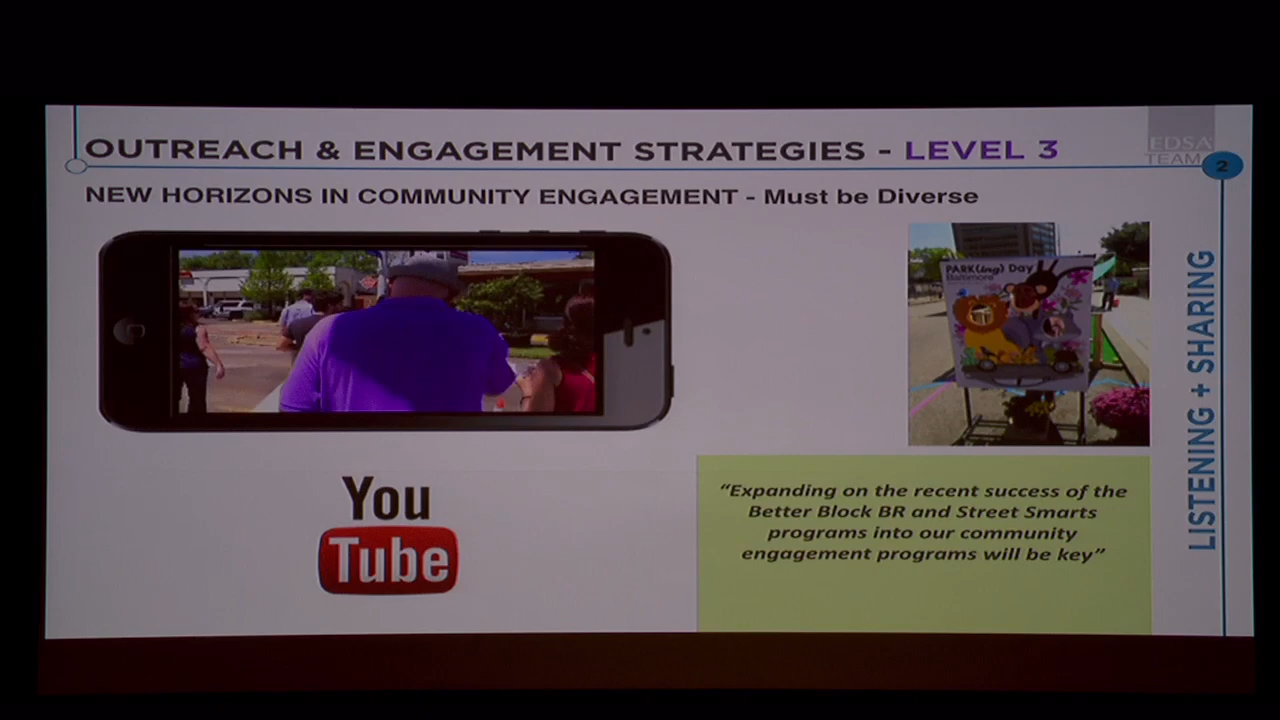 OUTREACH & ENGAGEMENT STRATEGIES - LEVEL 3
EDSA
TEAM
2
NEW HORIZONS IN COMMUNITY ENGAGEMENT - Must be Diverse
PARK(ing) Day
Baltimore
LISTENING + SHARING
You
Tube
“Expanding on the recent success of the
Better Block BR and Street Smarts
programs into our community
engagement programs will be key”